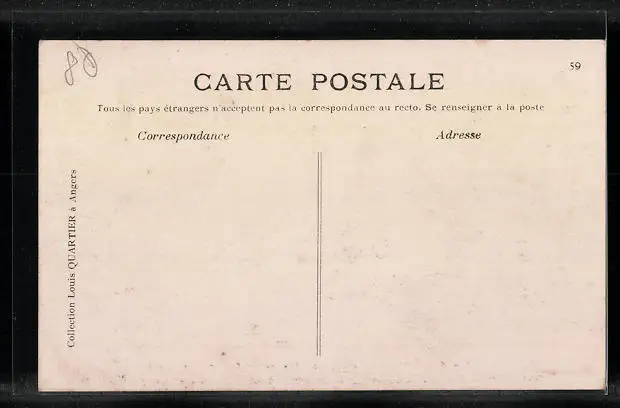 88
59
CARTE POSTALE
Tous les pays étrangers n'acceptent pas la correspondance au recto. Se renseigner à la poste
Correspondance
Adresse
Collection Louis QUARTIER à Angers